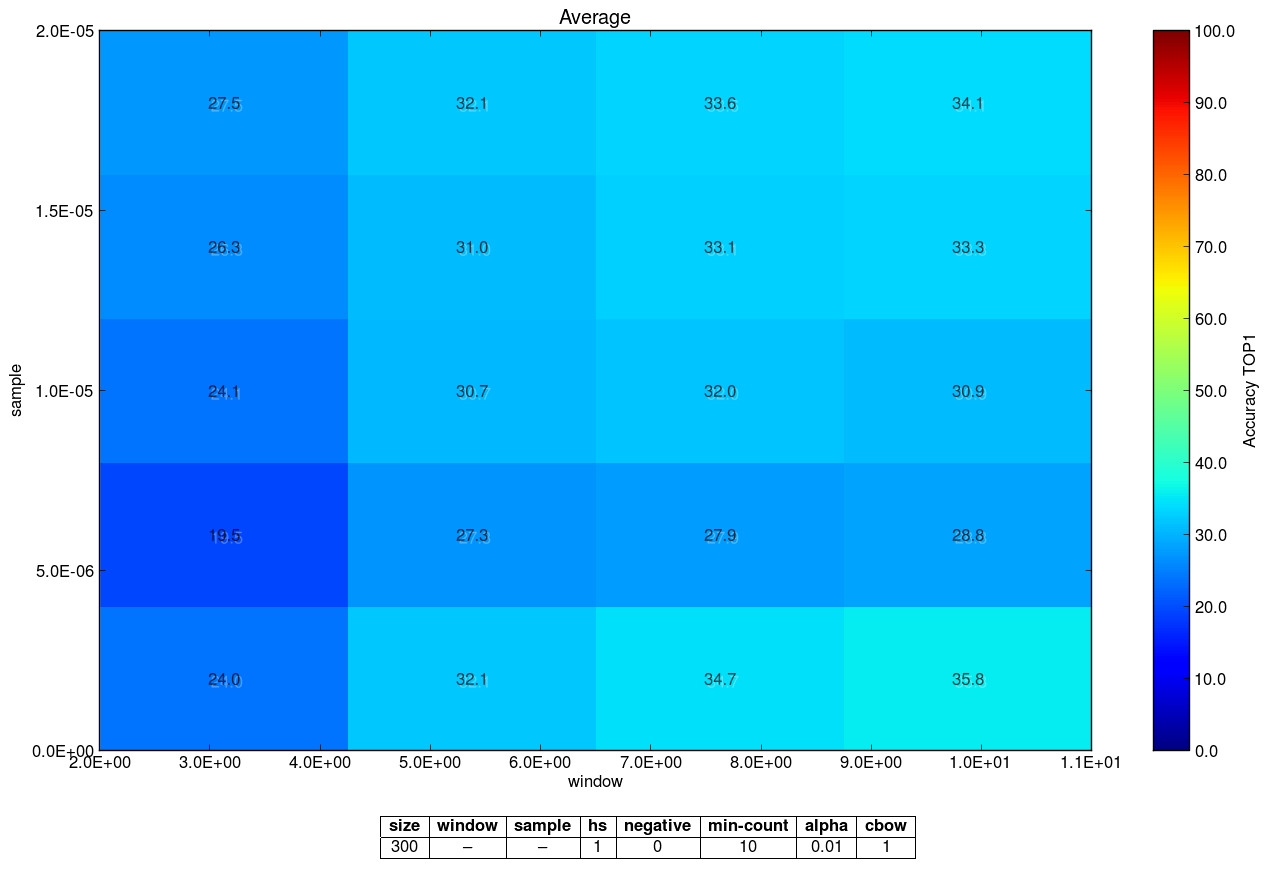 Average
2.0E-05
100.0
27.5 32.1 33.6 34.1
90.0
80.0
1.5E-05
70.0
26.3 31.0 33.1 33.3
60.0
sample
1.0E-05
50.0
Accuracy TOP1
24.1 30.7 32.0 30.9
40.0
30.0
19.5 27.3 27.9 28.8
5.0E-06
20.0
24.0 32.1 34.7 35.8
10.0
0.0E+00
0.0
2.0E+00 3.0E+00 4.0E+00 5.0E+00 6.0E+00 7.0E+00 8.0E+00 9.0E+00 1.0E+01 1.1E+01
window
size window sample hs negative min-count alpha cbow
300 – – 1 0 10 0.01 1